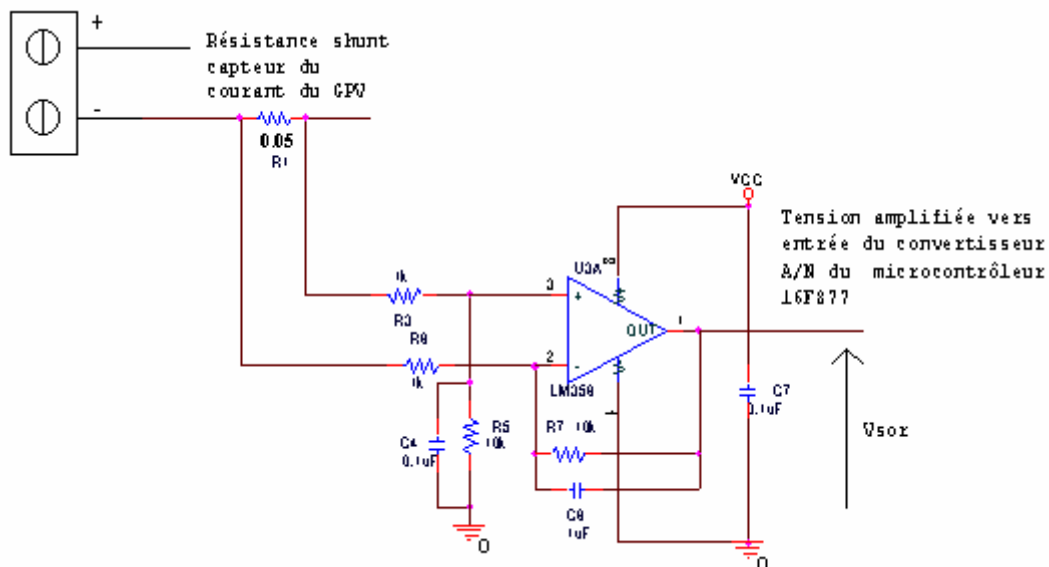 +
Résistance shunt
capteur du
courant du GPV
-
0.05
R1
VCC
Tension amplifiée vers
entrée du convertisseur
A/N du microcontrôleur
16F877
U3A
1k
3
+
R3
OUT
1
R8
2
-
1k
LM358
C7
0.1uF
R5
10k
R7 10k
C4
0.1uF
Vsor
C8
1uF
0
0